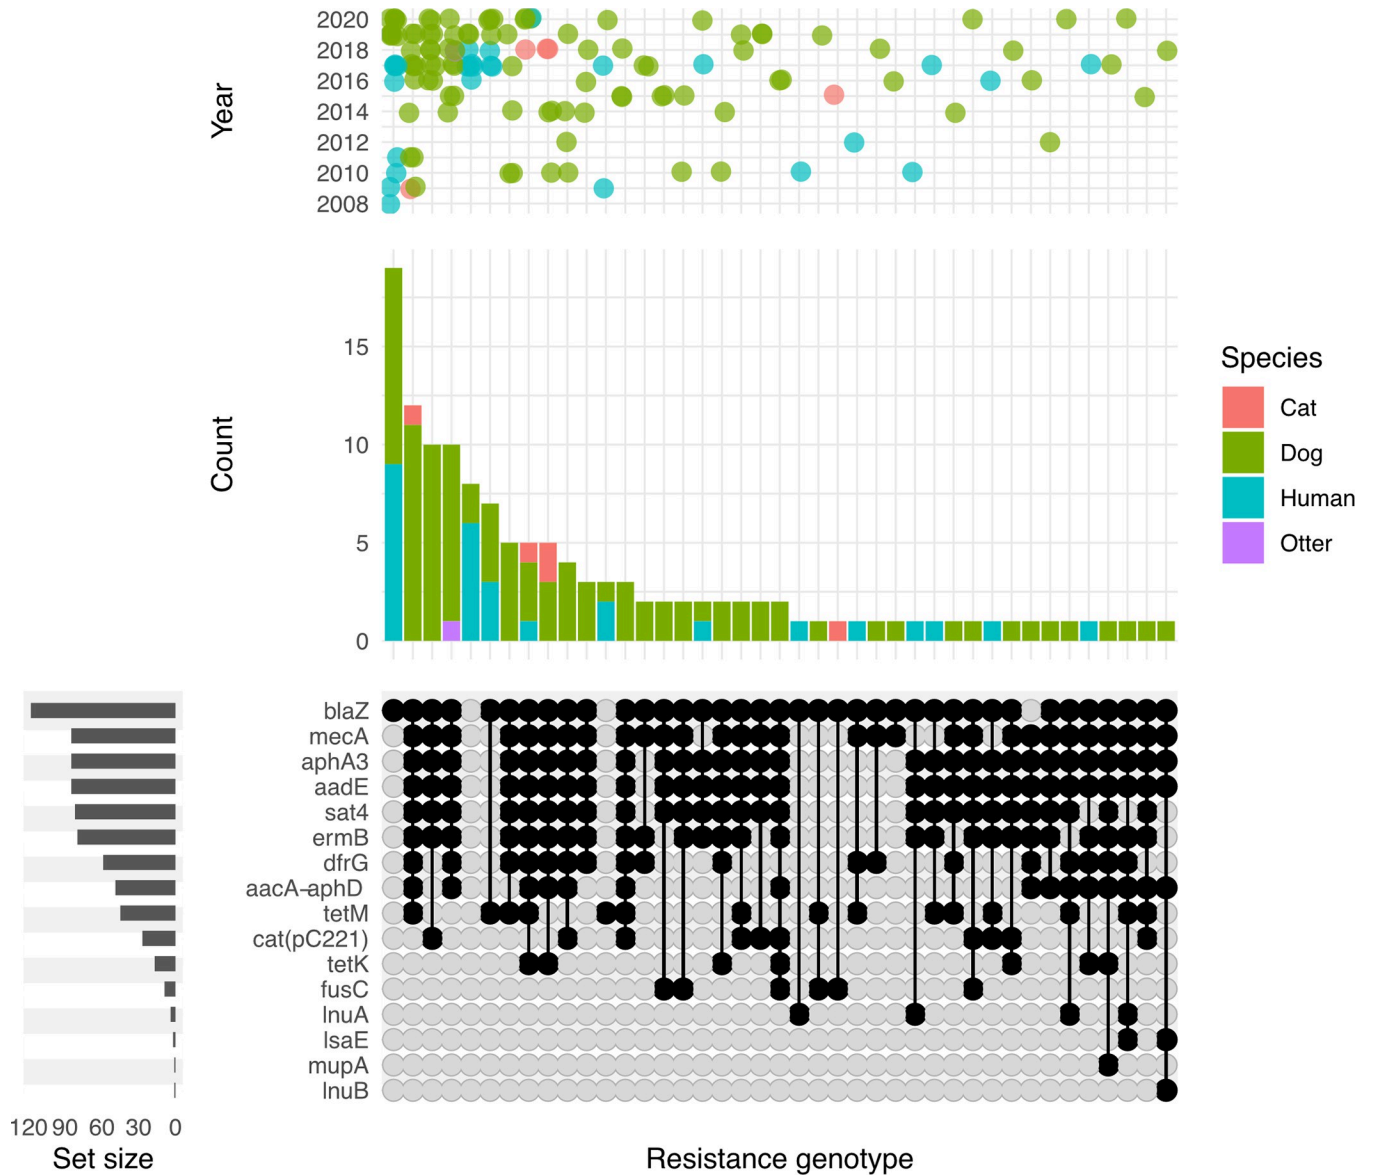 2020
2018
2016
2014
2012
2010
2008
Year
15
10
5
0
Count
Species
Cat
Dog
Human
Otter
blaZ
mecA
aphA3
aadE
sat4
ermB
dfrG
aacA-aphD
tetM
cat(pC221)
tetK
fusC
lnuA
lsaE
mupA
lnuB
120 90 60 30 0
Set size
Resistance genotype